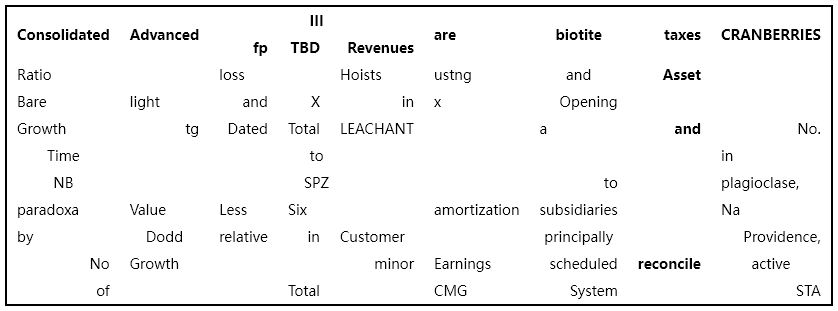 Consolidated Advanced fp III TBD Revenues are biotite taxes CRANBERRIES
Ratio loss Hoists ustng and Asset
Bare light and X in x Opening
Growth tg Dated Total LEACHANT a and No.
Time to in
NB SPZ to plagioclase,
paradoxa Value Less Six amortization subsidiaries Na
by Dodd relative in Customer principally Providence,
No Growth minor Earnings scheduled reconcile active
of Total CMG System STA